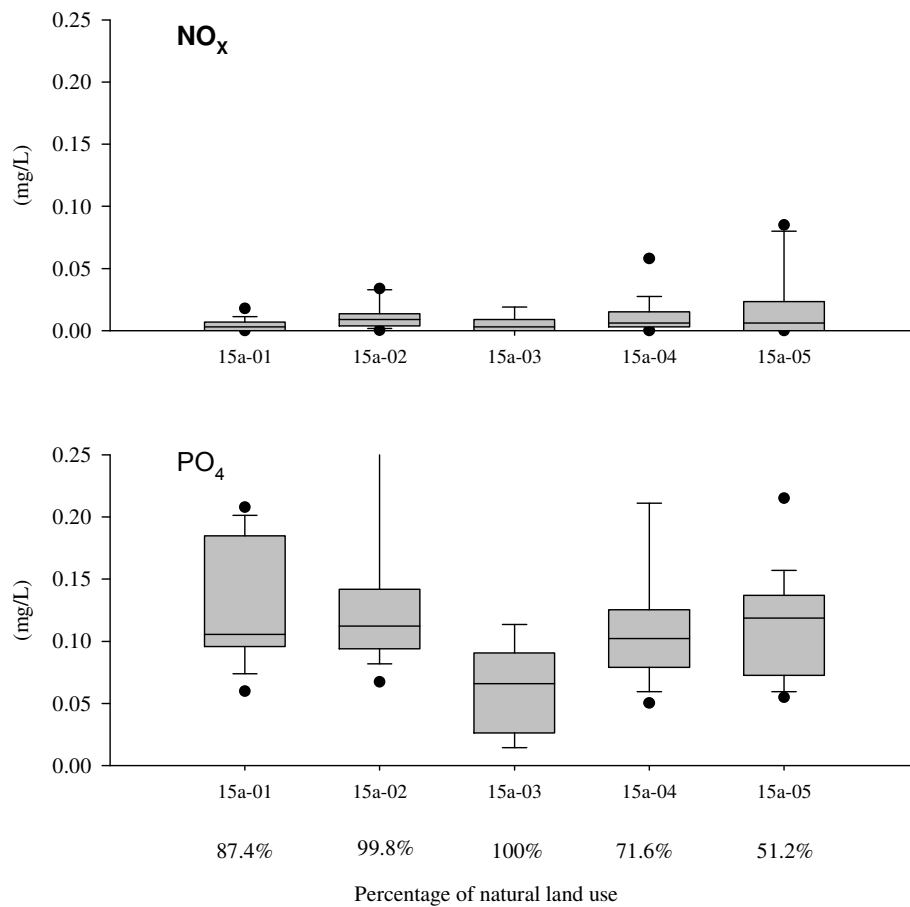 0.25
NOX
0.20
0.15
(mg/L)
0.10
0.05
0.00
15a-01 15a-02 15a-03 15a-04 15a-05
0.25
PO4
0.20
0.15
(mg/L)
0.10
0.05
0.00
15a-01 15a-02 15a-03 15a-04 15a-05
87.4% 99.8% 100% 71.6% 51.2%
Percentage of natural land use